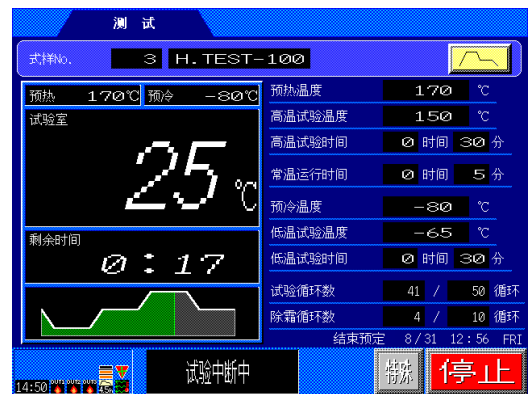 测 试
式样No. 3 H.TEST-100
预热 170℃ 预冷 -80℃
试验室
25 ℃
剩余时间
0:17
预热温度 170 ℃
高温试验温度 150 ℃
高温试验时间 0 时间 30 分
常温运行时间 0 时间 5 分
预冷温度 -80 ℃
低温试验温度 -65 ℃
低温试验时间 0 时间 30 分
试验循环数 41 / 50 循环
除霜循环数 4 / 10 循环
结束预定 8/31 12:56 FRI
14:50 OUT1 OUT2 OUT3
试验中断中
特殊
停止